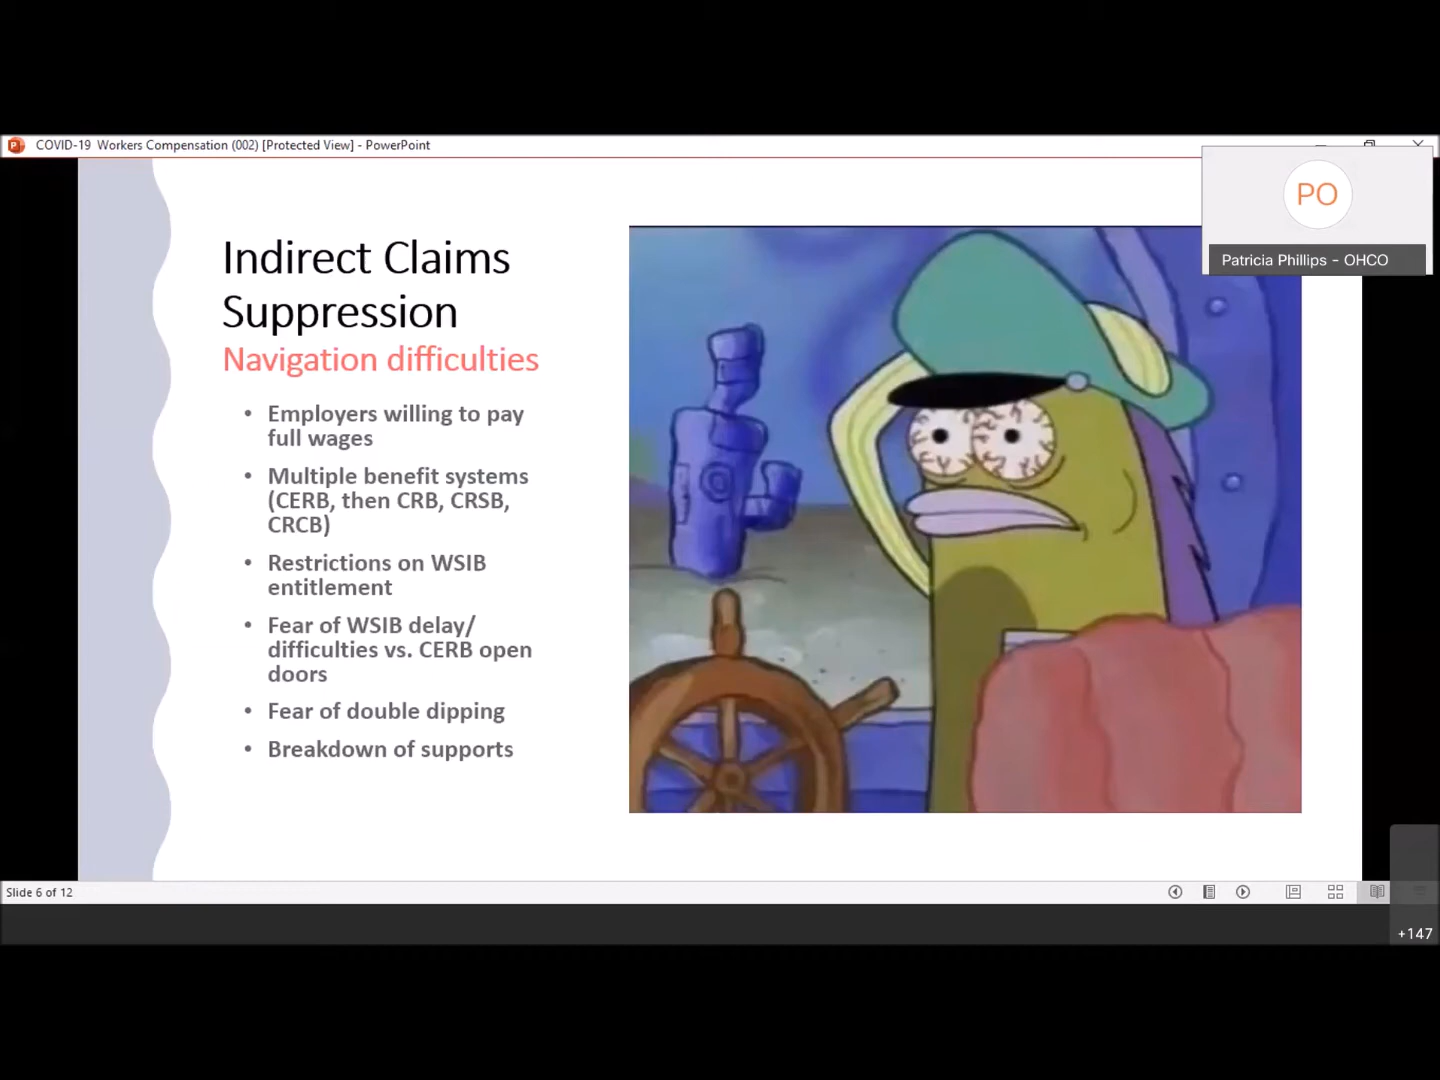 COVID-19 Workers Compensation (002) [Protected View] - PowerPoint
PO
Patricia Phillips - OHCO
Indirect Claims
Suppression
Navigation difficulties
• Employers willing to pay
full wages
• Multiple benefit systems
(CERB, then CRB, CRSB,
CRCB)
• Restrictions on WSIB
entitlement
• Fear of WSIB delay/
difficulties vs. CERB open
doors
• Fear of double dipping
• Breakdown of supports
Slide 6 of 12
+147